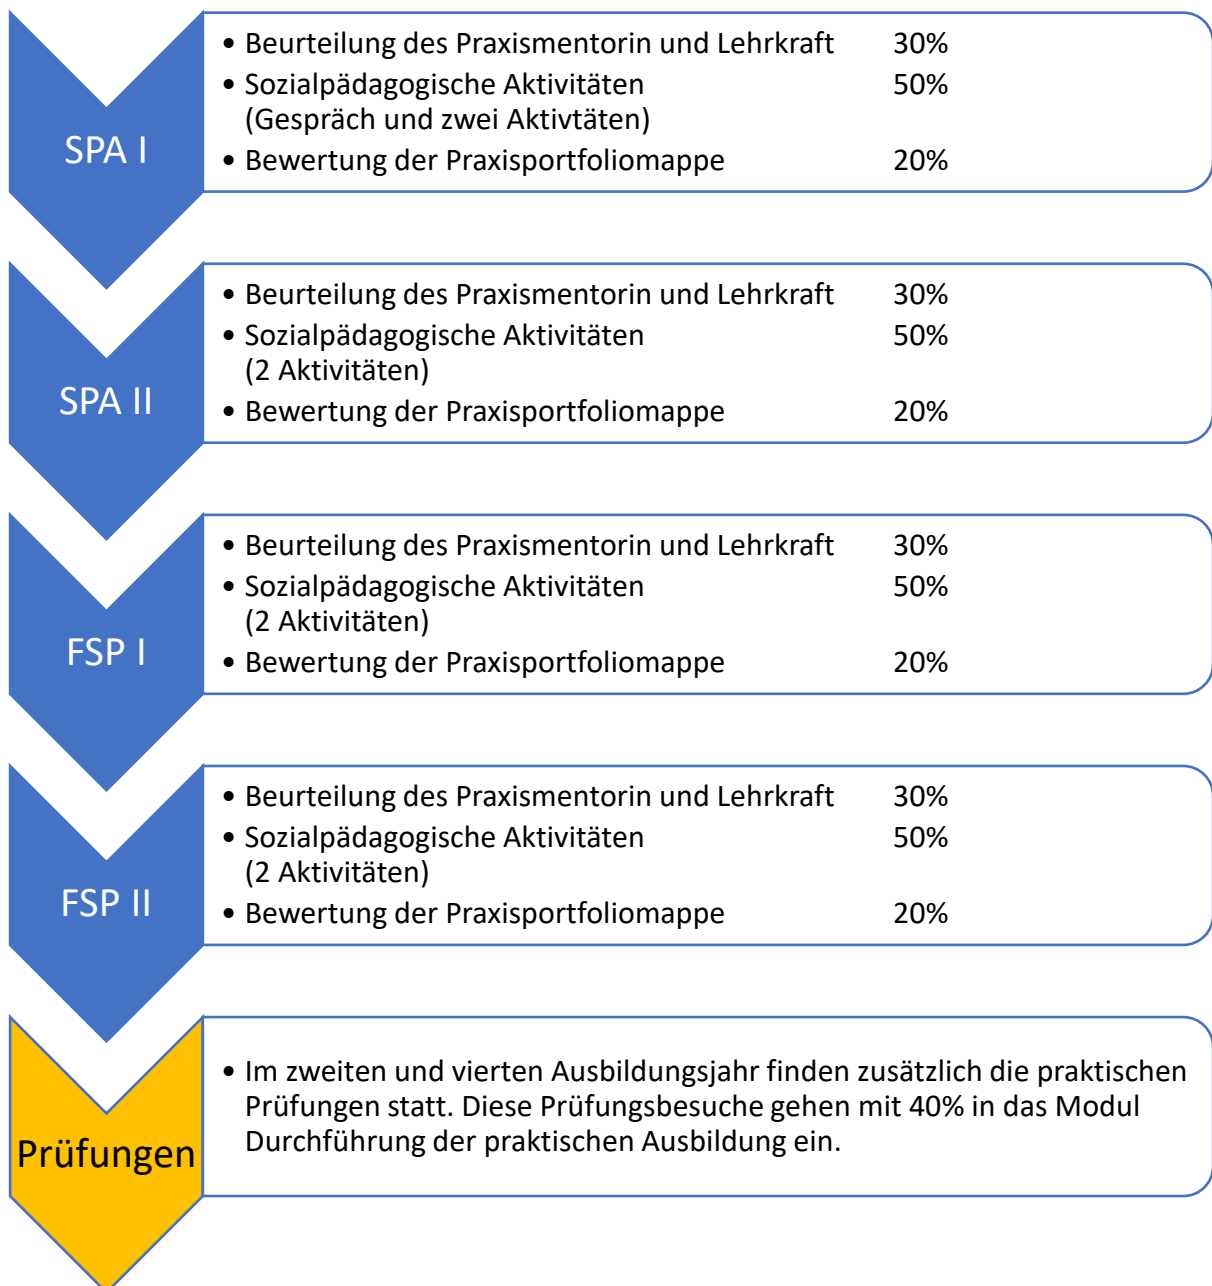 SPA I
• Beurteilung des Praxismentorin und Lehrkraft 30%
• Sozialpädagogische Aktivitäten 50%
(Gespräch und zwei Aktivtäten)
• Bewertung der Praxisportfoliomappe 20%
SPA II
• Beurteilung des Praxismentorin und Lehrkraft 30%
• Sozialpädagogische Aktivitäten 50%
(2 Aktivitäten)
• Bewertung der Praxisportfoliomappe 20%
FSP I
• Beurteilung des Praxismentorin und Lehrkraft 30%
• Sozialpädagogische Aktivitäten 50%
(2 Aktivitäten)
• Bewertung der Praxisportfoliomappe 20%
FSP II
• Beurteilung des Praxismentorin und Lehrkraft 30%
• Sozialpädagogische Aktivitäten 50%
(2 Aktivitäten)
• Bewertung der Praxisportfoliomappe 20%
Prüfungen
• Im zweiten und vierten Ausbildungsjahr finden zusätzlich die praktischen
Prüfungen statt. Diese Prüfungsbesuche gehen mit 40% in das Modul
Durchführung der praktischen Ausbildung ein.